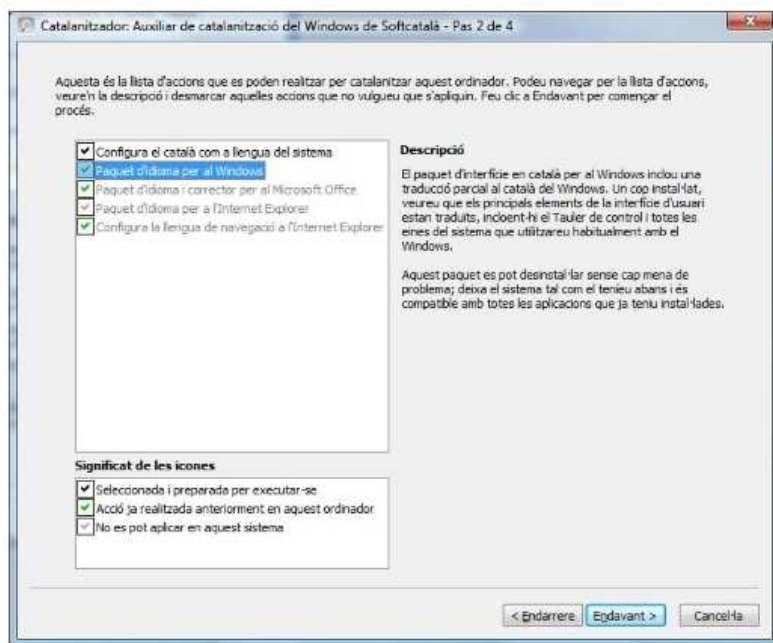 Catalanitzador: Auxiliar de catalanització del Windows de Softcatalà - Pas 2 de 4
Aquesta és la llista d'accions que es poden realitzar per catalanitzar aquest ordinador. Podeu navegar per la llista d'accions,
veure'n la descripció i desmarcar aquelles accions que no vulgueu que s'apliquin. Feu clic a Endavant per començar el
procés.
Configura el català com a llengua del sistema
Paquet d'idioma per al Windows
Paquet d'idioma i corrector per al Microsoft Office
Paquet d'idioma per a l'Internet Explorer
Configura la llengua de navegació a l'Internet Explorer
Descripció
El paquet d'interfície en català per al Windows inclou una
traducció parcial al català del Windows. Un cop instal·lat,
veureu que els principals elements de la interfície d'usuari
estan traduïts, incloent-hi el Tauler de control i totes les
eines del sistema que utilitzareu habitualment amb el
Windows.
Aquest paquet es pot desinstal·lar sense cap mena de
problema; deixa el sistema tal com el teníeu abans i és
compatible amb totes les aplicacions que ja teniu instal·lades.
Significat de les icones
Seleccionada i preparada per executar-se
Acció ja realitzada anteriorment en aquest ordinador
No es pot aplicar en aquest sistema
< Endarrere
Endavant >
Cancel·la